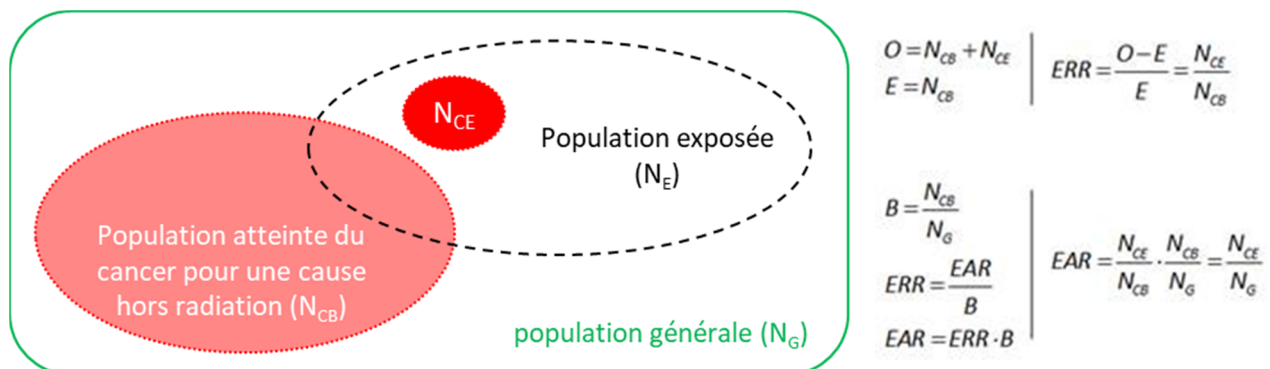 N_CE
Population exposée
(N_E)
Population atteinte du
cancer pour une cause
hors radiation (N_CB)
population générale (N_G)
O = N_CB + N_CE
E = N_CB
ERR = (O−E)/E = N_CE/N_CB
B = N_CB/N_G
ERR = EAR/B
EAR = ERR · B
EAR = N_CE/N_CB · N_CB/N_G = N_CE/N_G